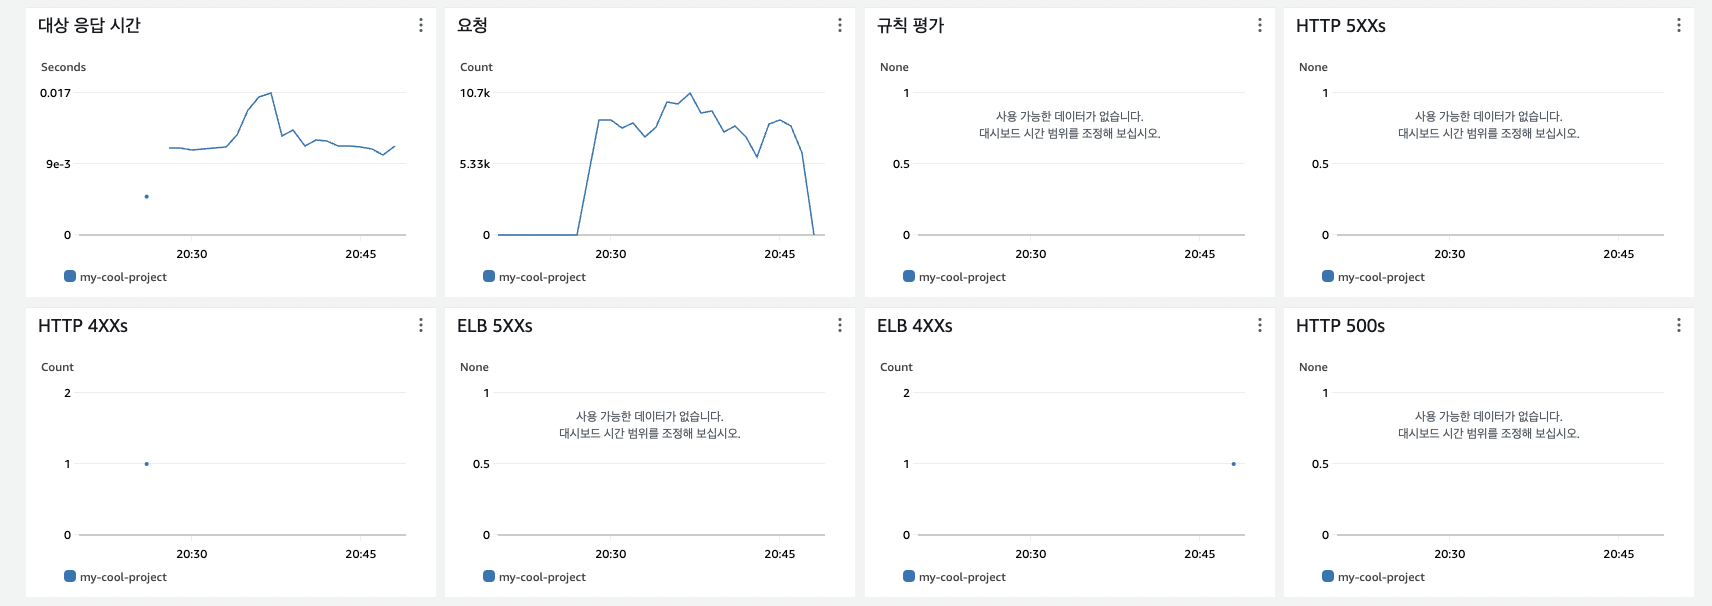 대상 응답 시간
Seconds
0.017
9e-3
0
20:30
20:45
my-cool-project
요청
Count
10.7k
5.33k
0
20:30
20:45
my-cool-project
규칙 평가
None
1
사용 가능한 데이터가 없습니다.
대시보드 시간 범위를 조정해 보십시오.
0.5
0
20:30
20:45
my-cool-project
HTTP 5XXs
None
1
사용 가능한 데이터가 없습니다.
대시보드 시간 범위를 조정해 보십시오.
0.5
0
20:30
20:45
my-cool-project
HTTP 4XXs
Count
2
1
0
20:30
20:45
my-cool-project
ELB 5XXs
None
1
사용 가능한 데이터가 없습니다.
대시보드 시간 범위를 조정해 보십시오.
0.5
0
20:30
20:45
my-cool-project
ELB 4XXs
Count
2
1
0
20:30
20:45
my-cool-project
HTTP 500s
None
1
사용 가능한 데이터가 없습니다.
대시보드 시간 범위를 조정해 보십시오.
0.5
0
20:30
20:45
my-cool-project